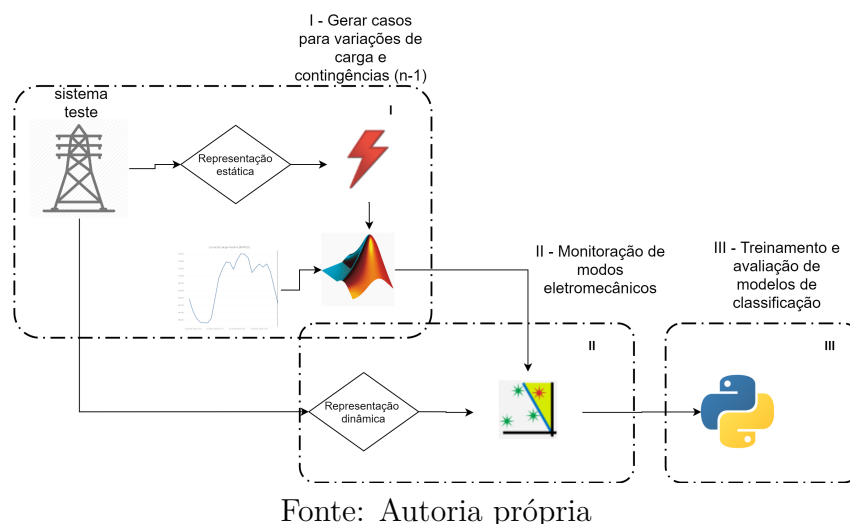 I - Gerar casos
para variações de
carga e
contingências (n-1)
sistema
teste
I
Representação
estática
II - Monitoração de
modos
eletromecânicos
III - Treinamento e
avaliação de
modelos de
classificação
II
III
Representação
dinâmica
Fonte: Autoria própria